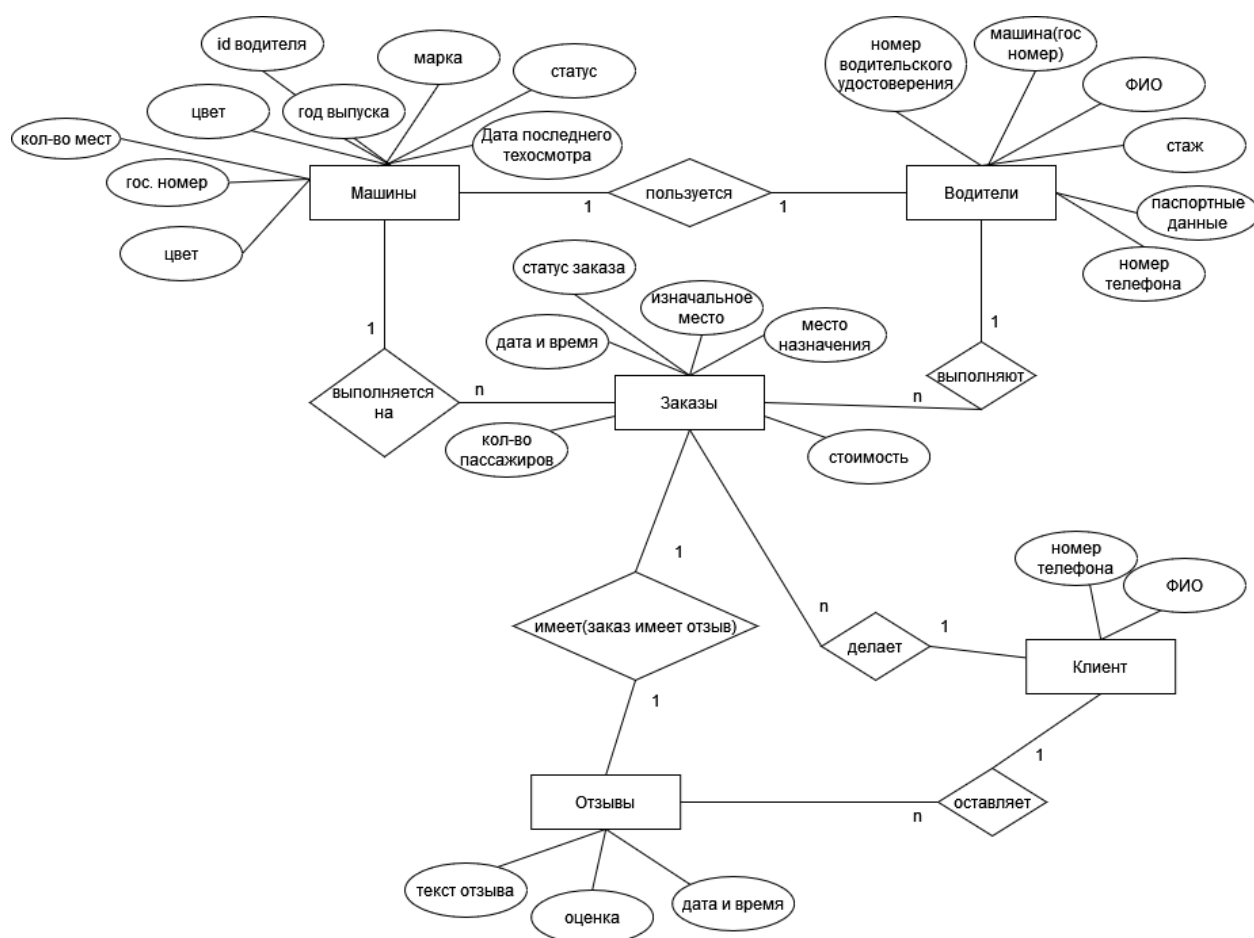 id водителя
марка
статус
цвет
год выпуска
кол-во мест
Дата последнего
техосмотра
гос. номер
цвет
Машины
1
пользуется
1
номер
водительского
удостоверения
машина(гос
номер)
ФИО
стаж
паспортные
данные
номер
телефона
Водители
статус заказа
изначальное
место
место
назначения
дата и время
1
выполняется
на
n
Заказы
n
выполняют
1
кол-во
пассажиров
стоимость
1
имеет(заказ имеет отзыв)
1
n
делает
1
номер
телефона
ФИО
Клиент
1
оставляет
n
Отзывы
текст отзыва
оценка
дата и время